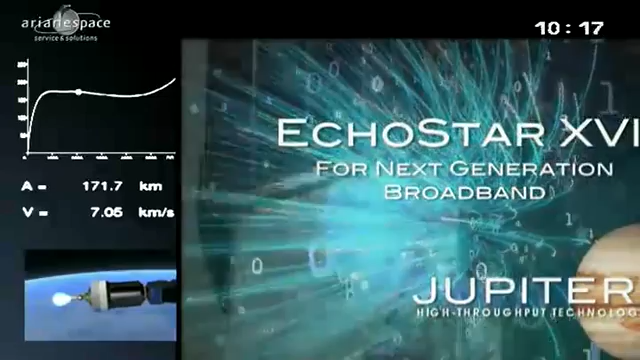 arianespace
service & solutions
10:17
A = 171.7 km
V = 7.05 km/s
ECHOSTAR XVI
FOR NEXT GENERATION
BROADBAND
JUPITER
HIGH-THROUGHPUT TECHNOLOG